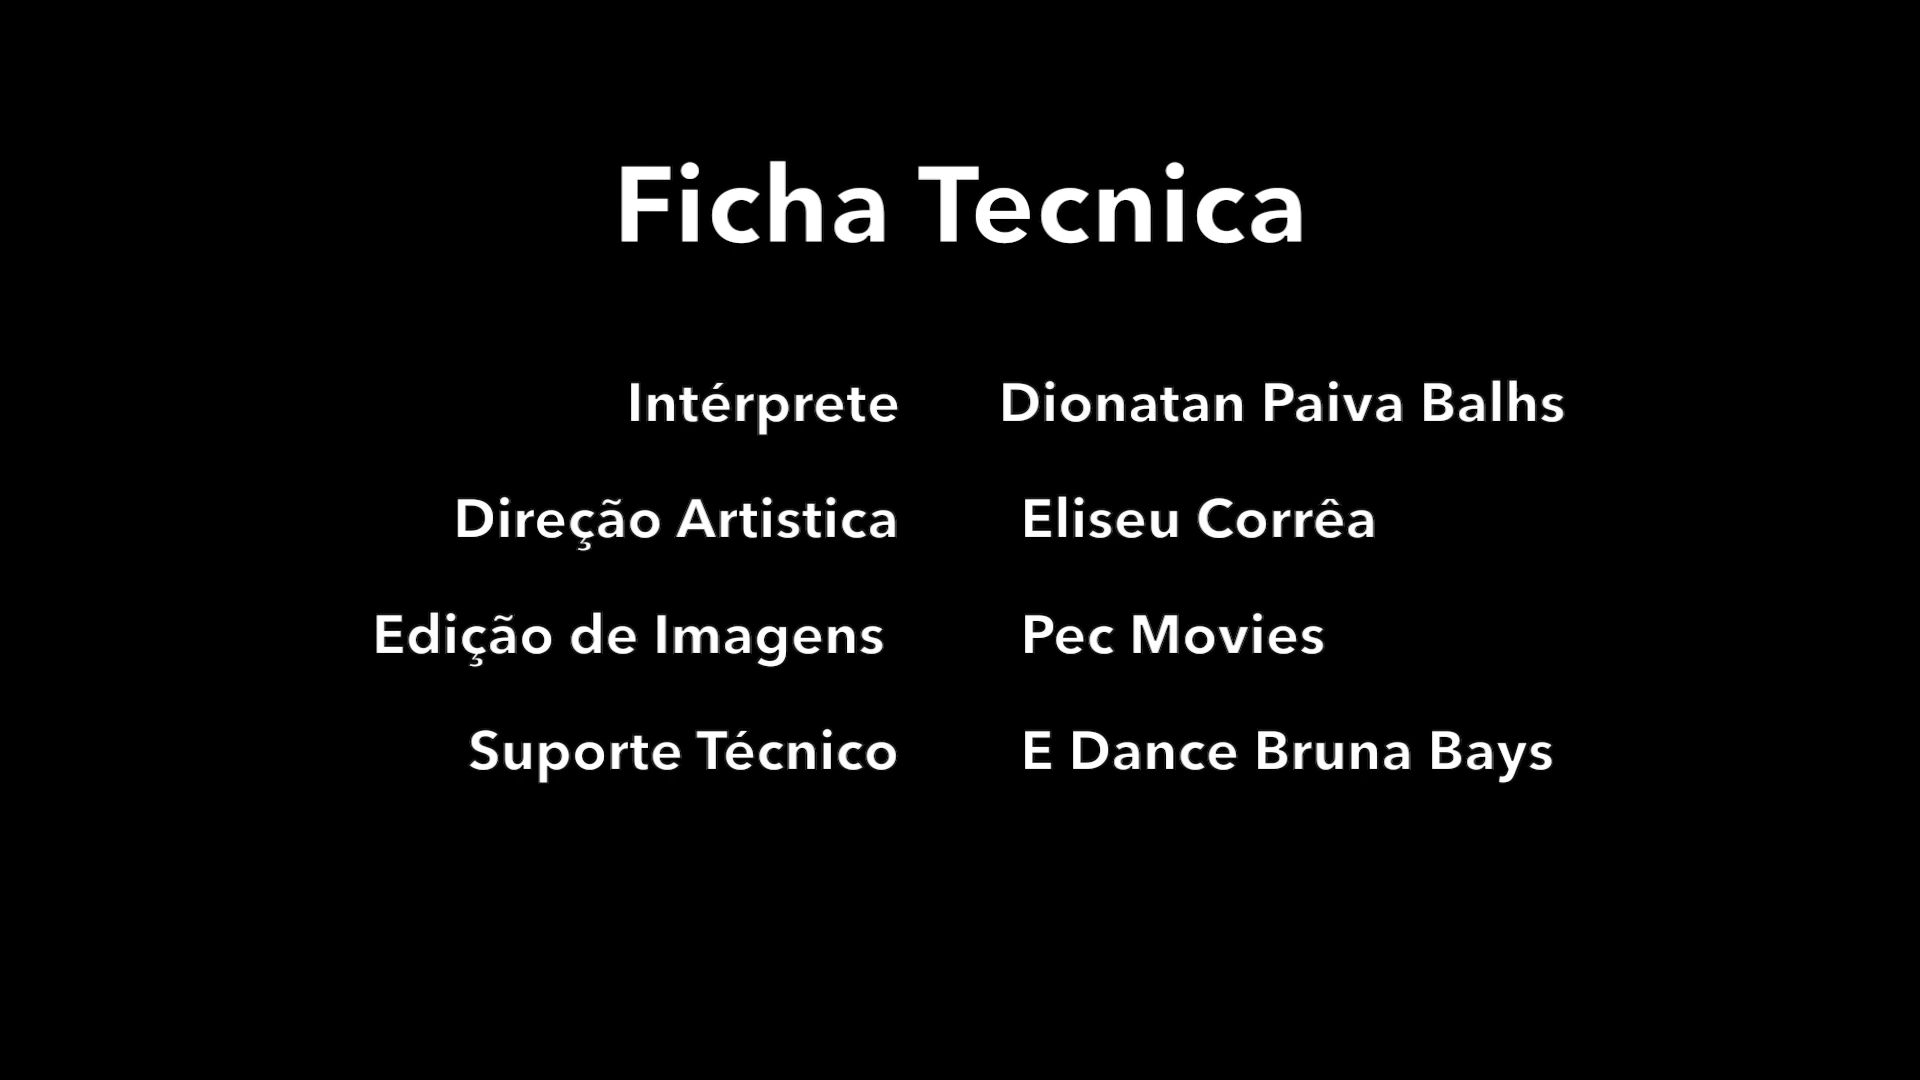 Ficha Tecnica
Intérprete Dionatan Paiva Balhs
Direção Artistica Eliseu Corrêa
Edição de Imagens Pec Movies
Suporte Técnico E Dance Bruna Bays